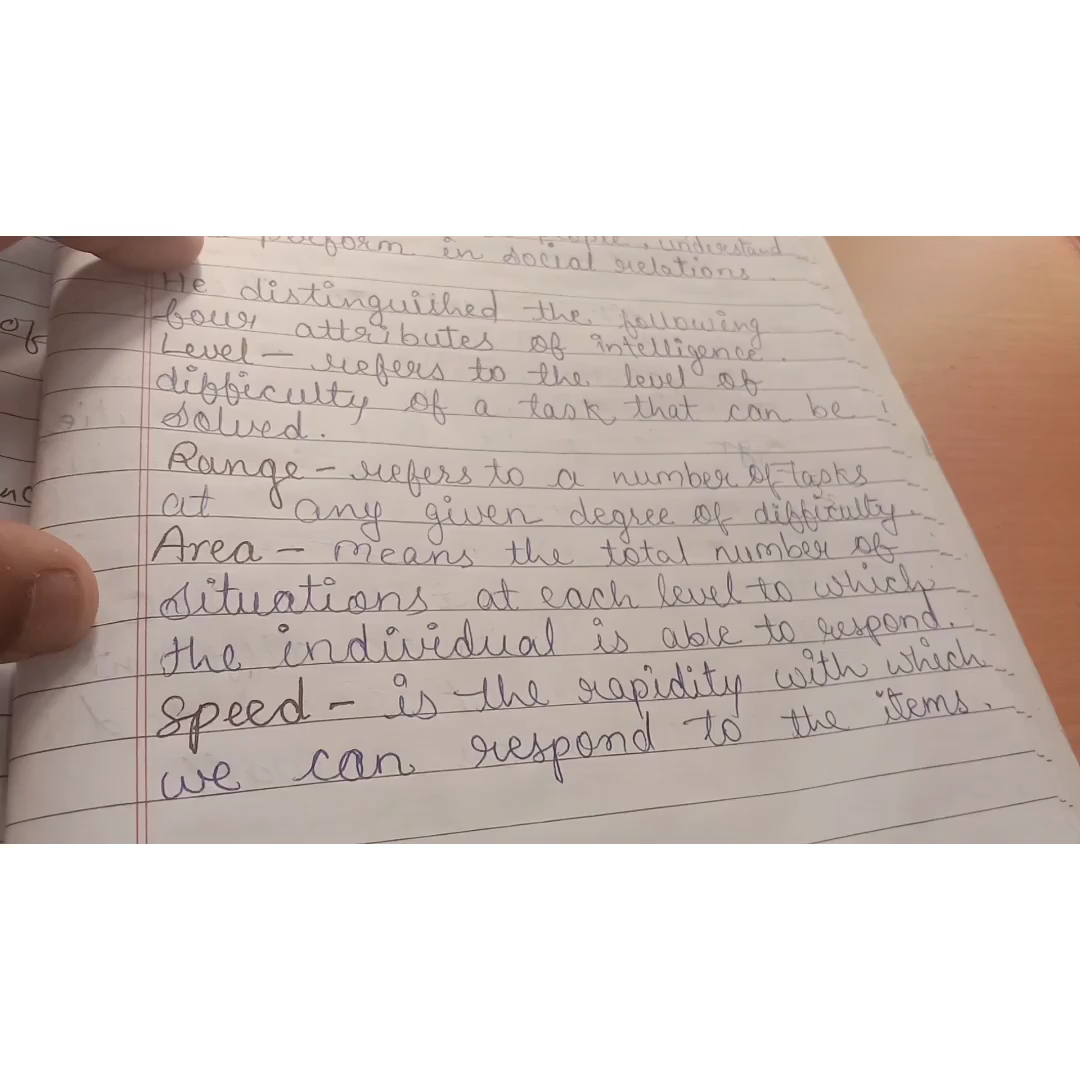 perform in social relations. understand
He distinguished the following
four attributes of intelligence.
Level – refers to the level of
difficulty of a task that can be
solved.
Range – refers to a number of tasks
at any given degree of difficulty.
Area – means the total number of
situations at each level to which
the individual is able to respond.
Speed – is the rapidity with which
we can respond to the items.
of